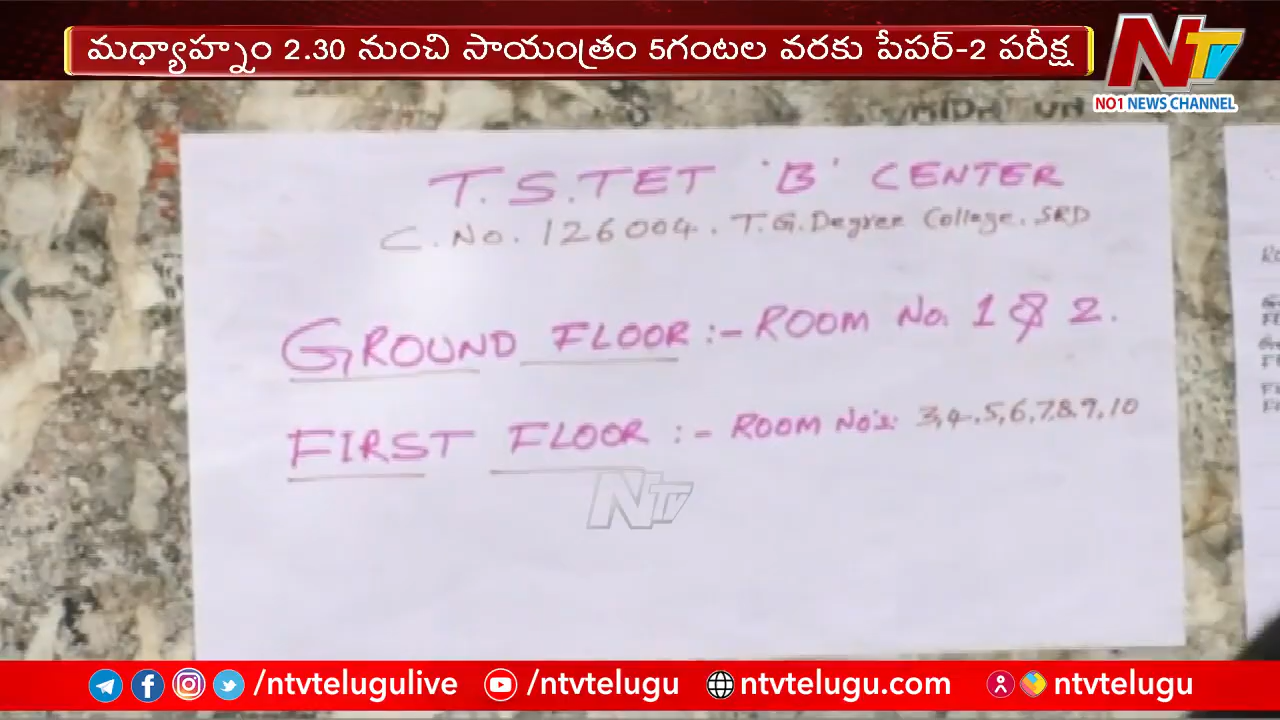 మధ్యాహ్నం 2.30 నుంచి సాయంత్రం 5గంటల వరకు పేపర్-2 పరీక్ష
NTV
NO1 NEWS CHANNEL
T.S.TET 'B' CENTER
C.No. 126004. T.G.Degree College. SRD
GROUND FLOOR :- ROOM No. 1 & 2.
FIRST FLOOR :- ROOM No's: 3,4.5,6,7,8.9,10
NTV
/ntvtelugulive /ntvtelugu ntvtelugu.com ntvtelugu